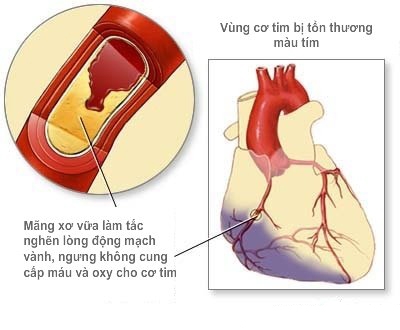 Vùng cơ tim bị tổn thương
màu tím
Mãng xơ vữa làm tắc
nghẽn lòng động mạch
vành, ngưng không cung
cấp máu và oxy cho cơ tim